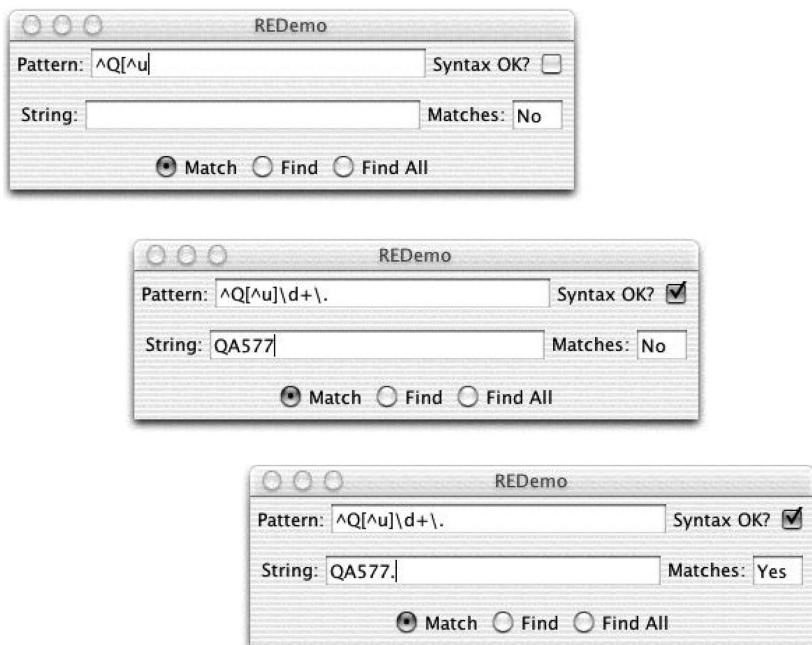 REDemo
Pattern: ^Q[^u Syntax OK?
String: Matches: No
Match Find Find All
REDemo
Pattern: ^Q[^u]\d+\. Syntax OK?
String: QA577 Matches: No
Match Find Find All
REDemo
Pattern: ^Q[^u]\d+\. Syntax OK?
String: QA577. Matches: Yes
Match Find Find All